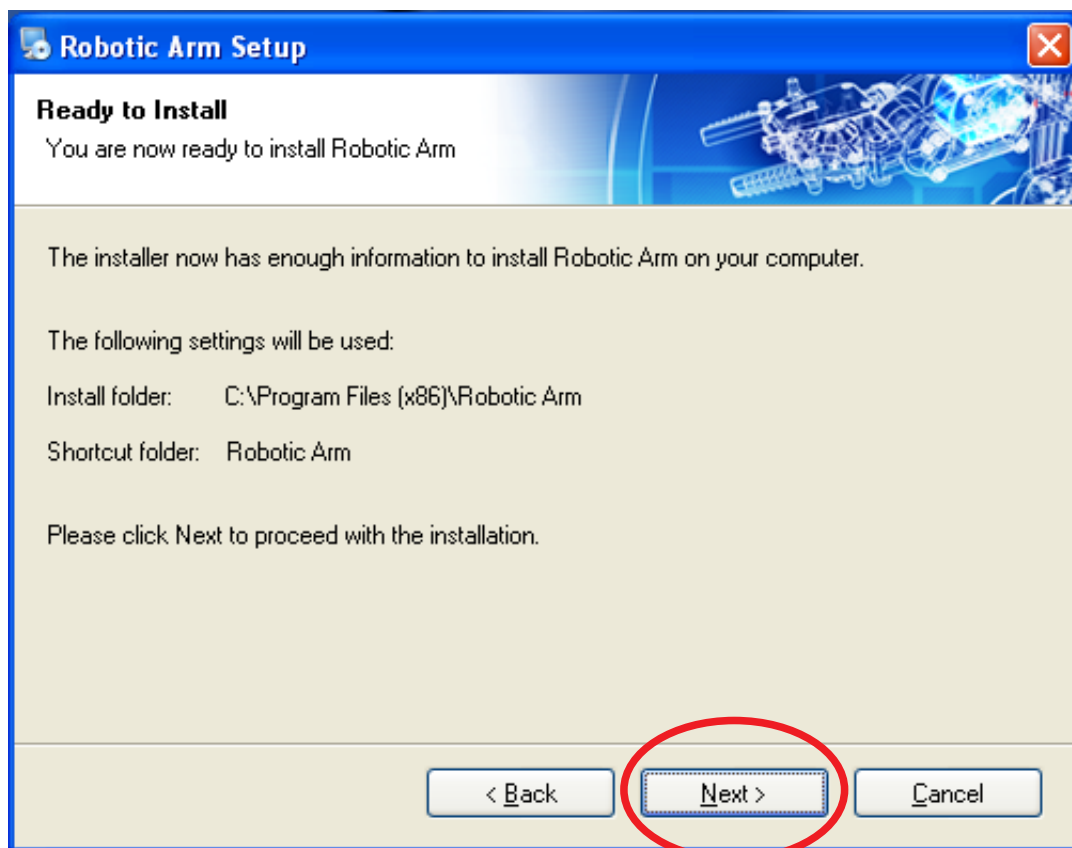 Robotic Arm Setup
Ready to Install
You are now ready to install Robotic Arm
The installer now has enough information to install Robotic Arm on your computer.
The following settings will be used:
Install folder: C:\Program Files (x86)\Robotic Arm
Shortcut folder: Robotic Arm
Please click Next to proceed with the installation.
< Back Next > Cancel